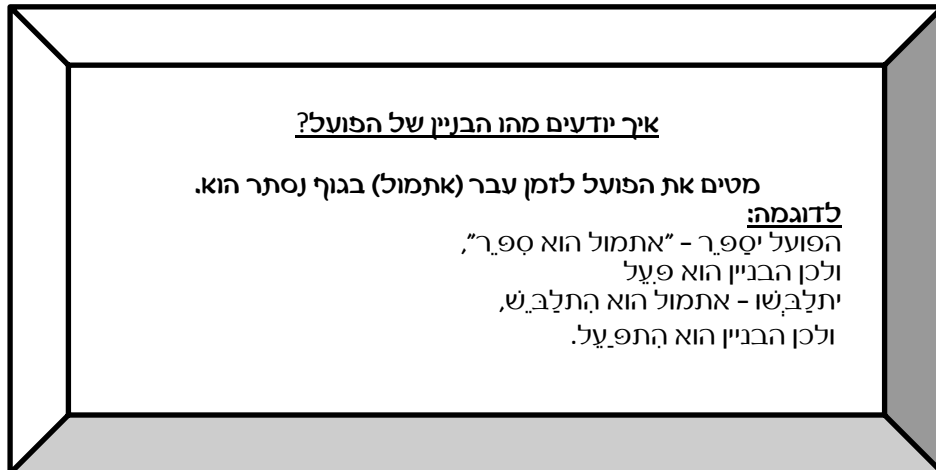 איך יודעים מהו הבניין של הפועל?
מטים את הפועל לזמן עבר (אתמול) בגוף נסתר הוא.
לדוגמה:
הפועל יסַפֵּר – "אתמול הוא סִפֵּר",
ולכן הבניין הוא פִּעֵל
יתלַבְּשׁוּ – אתמול הוא הִתלַבֵּשׁ,
ולכן הבניין הוא הִתפַּעֵל.